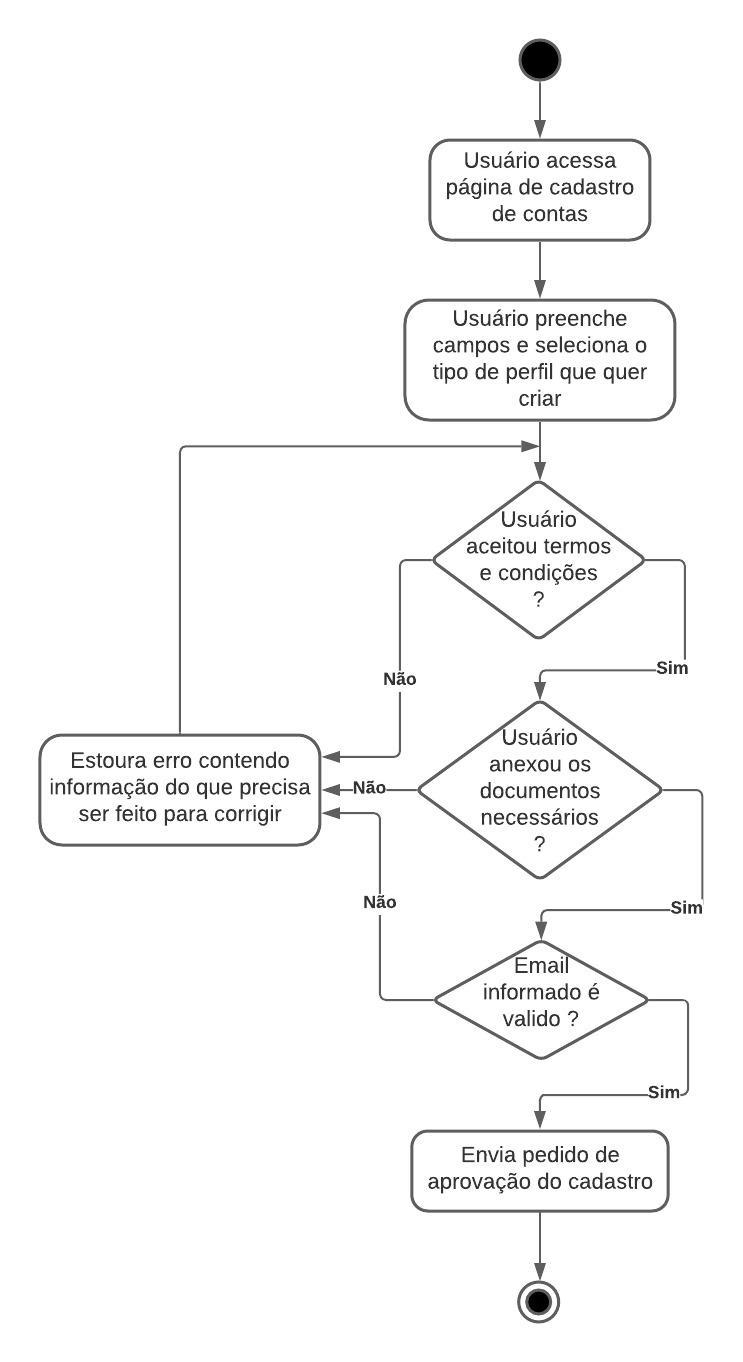 Usuário acessa
página de cadastro
de contas
Usuário preenche
campos e seleciona o
tipo de perfil que quer
criar
Usuário
aceitou termos
e condições
?
Não
Sim
Estoura erro contendo
informação do que precisa
ser feito para corrigir
Não
Usuário
anexou os
documentos
necessários
?
Não
Sim
Email
informado é
valido ?
Sim
Envia pedido de
aprovação do cadastro